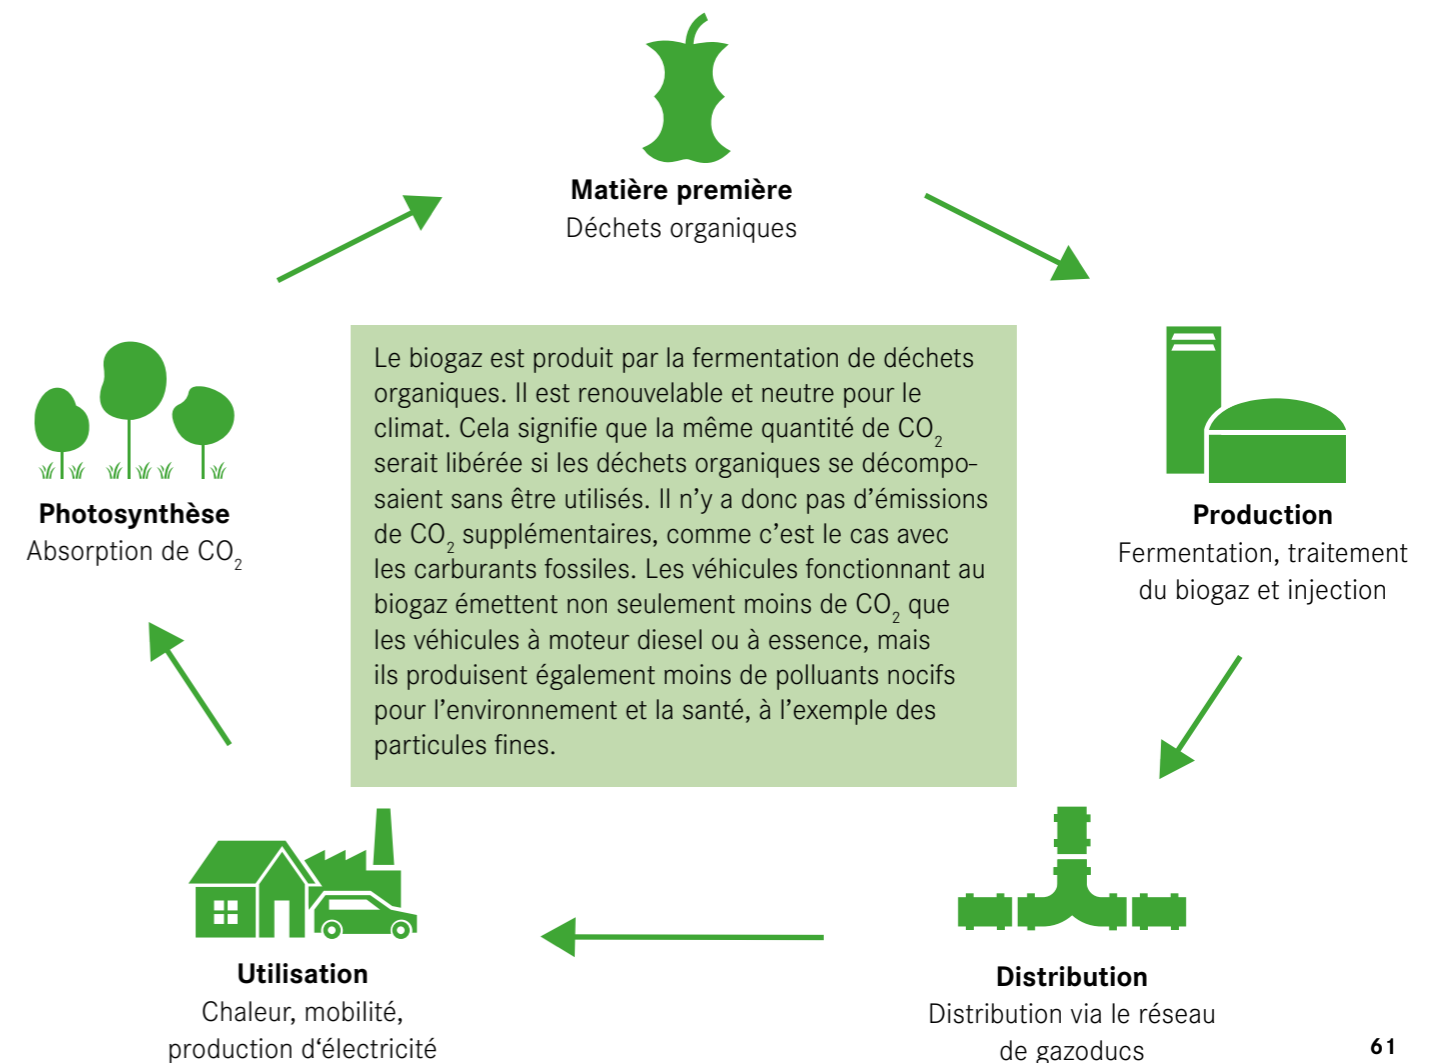 Matière première
Déchets organiques
Le biogaz est produit par la fermentation de déchets
organiques. Il est renouvelable et neutre pour le
climat. Cela signifie que la même quantité de CO₂
serait libérée si les déchets organiques se décompo-
saient sans être utilisés. Il n’y a donc pas d’émissions
de CO₂ supplémentaires, comme c’est le cas avec
les carburants fossiles. Les véhicules fonctionnant au
biogaz émettent non seulement moins de CO₂ que
les véhicules à moteur diesel ou à essence, mais
ils produisent également moins de polluants nocifs
pour l’environnement et la santé, à l’exemple des
particules fines.
Photosynthèse
Absorption de CO₂
Production
Fermentation, traitement
du biogaz et injection
Utilisation
Chaleur, mobilité,
production d‘électricité
Distribution
Distribution via le réseau
de gazoducs
61